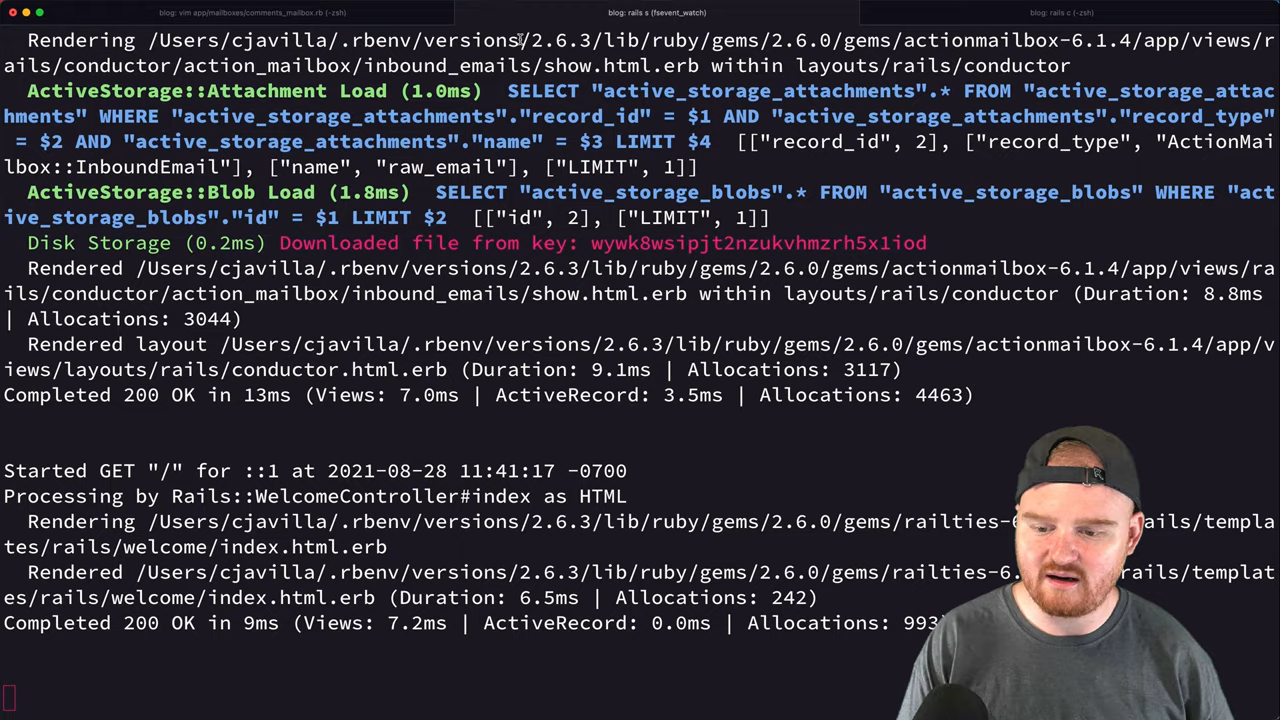 blog: vim app/mailboxes/comments_mailbox.rb (-zsh)
blog: rails s (fsevent_watch)
blog: rails c (-zsh)
Rendering /Users/cjavilla/.rbenv/versions/2.6.3/lib/ruby/gems/2.6.0/gems/actionmailbox-6.1.4/app/views/r
ails/conductor/action_mailbox/inbound_emails/show.html.erb within layouts/rails/conductor
ActiveStorage::Attachment Load (1.0ms)  SELECT "active_storage_attachments".* FROM "active_storage_attac
hments" WHERE "active_storage_attachments"."record_id" = $1 AND "active_storage_attachments"."record_type"
= $2 AND "active_storage_attachments"."name" = $3 LIMIT $4  [["record_id", 2], ["record_type", "ActionMai
lbox::InboundEmail"], ["name", "raw_email"], ["LIMIT", 1]]
ActiveStorage::Blob Load (1.8ms)  SELECT "active_storage_blobs".* FROM "active_storage_blobs" WHERE "act
ive_storage_blobs"."id" = $1 LIMIT $2  [["id", 2], ["LIMIT", 1]]
Disk Storage (0.2ms) Downloaded file from key: wywk8wsipjt2nzukvhmzrh5x1iod
Rendered /Users/cjavilla/.rbenv/versions/2.6.3/lib/ruby/gems/2.6.0/gems/actionmailbox-6.1.4/app/views/ra
ils/conductor/action_mailbox/inbound_emails/show.html.erb within layouts/rails/conductor (Duration: 8.8ms
| Allocations: 3044)
Rendered layout /Users/cjavilla/.rbenv/versions/2.6.3/lib/ruby/gems/2.6.0/gems/actionmailbox-6.1.4/app/v
iews/layouts/rails/conductor.html.erb (Duration: 9.1ms | Allocations: 3117)
Completed 200 OK in 13ms (Views: 7.0ms | ActiveRecord: 3.5ms | Allocations: 4463)
Started GET "/" for ::1 at 2021-08-28 11:41:17 -0700
Processing by Rails::WelcomeController#index as HTML
Rendering /Users/cjavilla/.rbenv/versions/2.6.3/lib/ruby/gems/2.6.0/gems/railties-6 rails/templa
tes/rails/welcome/index.html.erb
Rendered /Users/cjavilla/.rbenv/versions/2.6.3/lib/ruby/gems/2.6.0/gems/railties-6. rails/templat
es/rails/welcome/index.html.erb (Duration: 6.5ms | Allocations: 242)
Completed 200 OK in 9ms (Views: 7.2ms | ActiveRecord: 0.0ms | Allocations: 993)